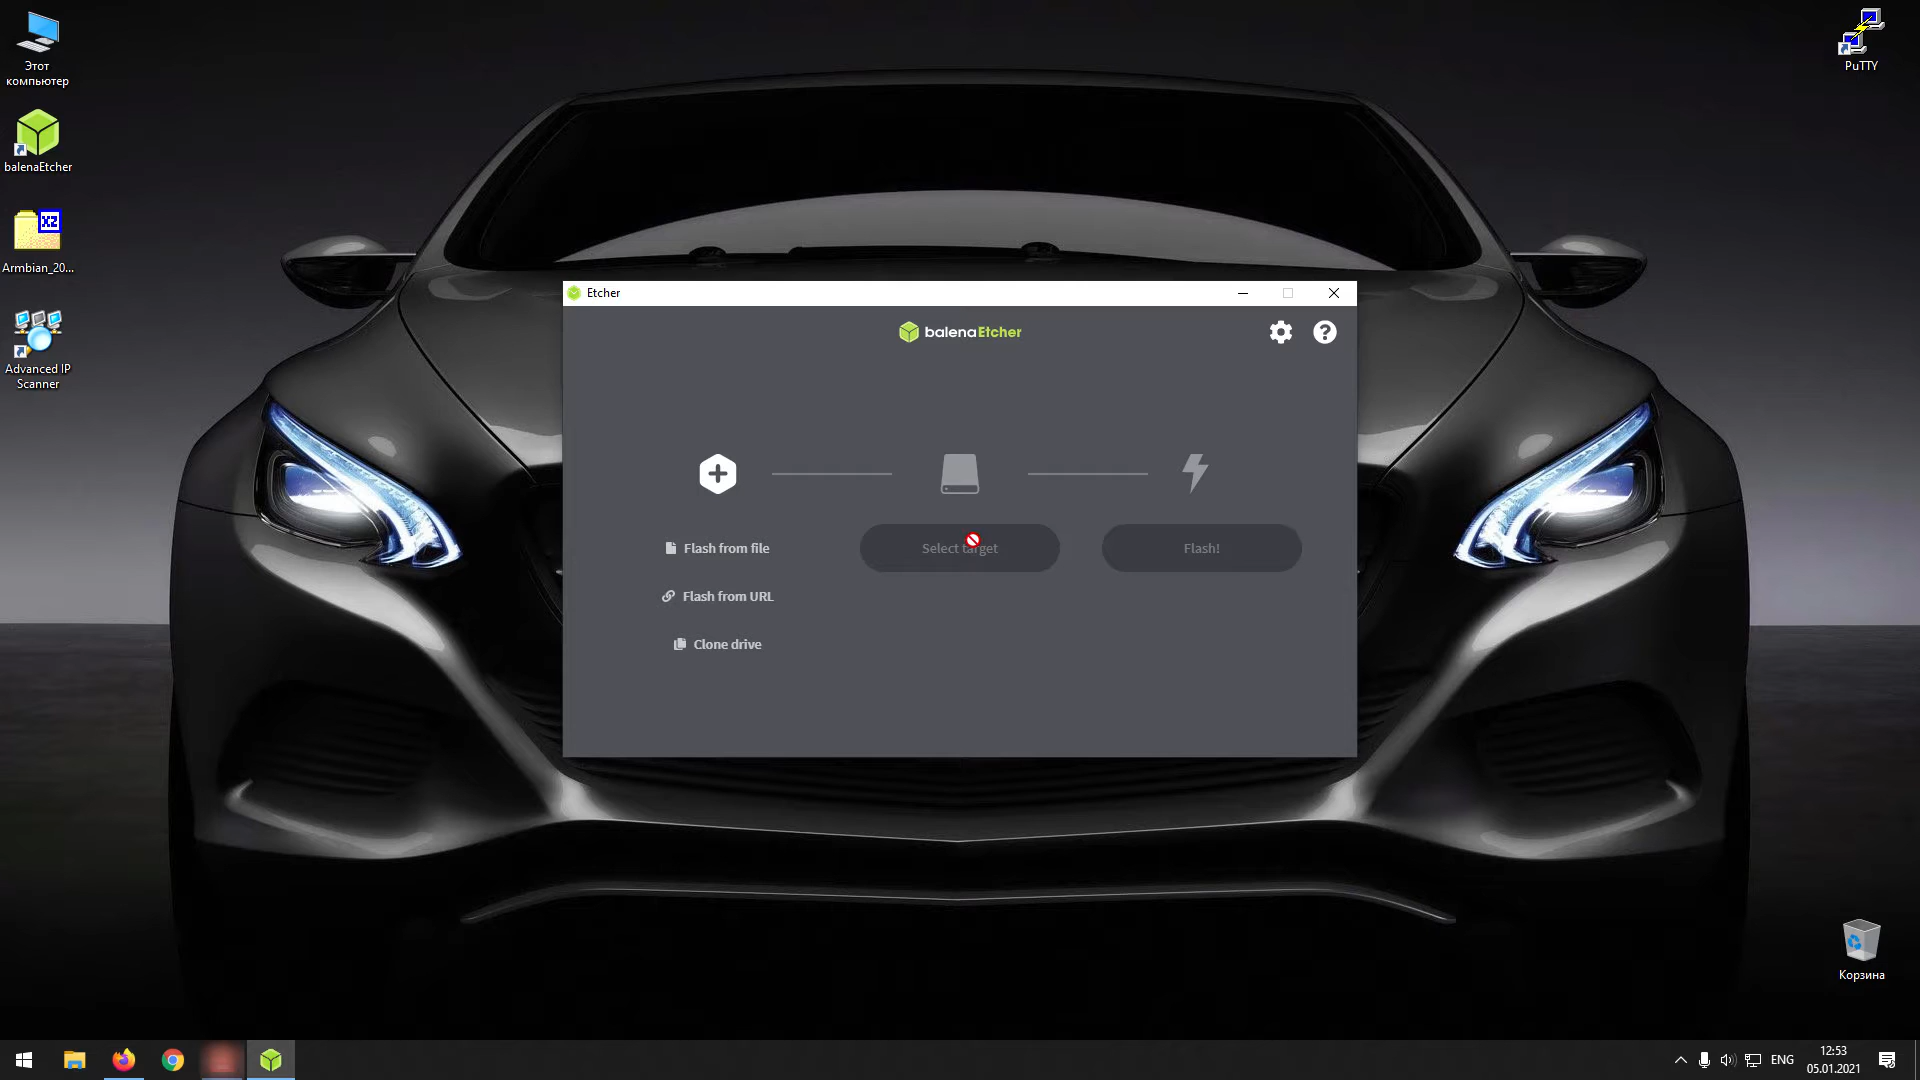 Этот
компьютер
balenaEtcher
XZ
Armbian_20...
Advanced IP
Scanner
PuTTY
Etcher
balenaEtcher
Flash from file
Select target
Flash!
Flash from URL
Clone drive
Корзина
ENG
12:53
05.01.2021